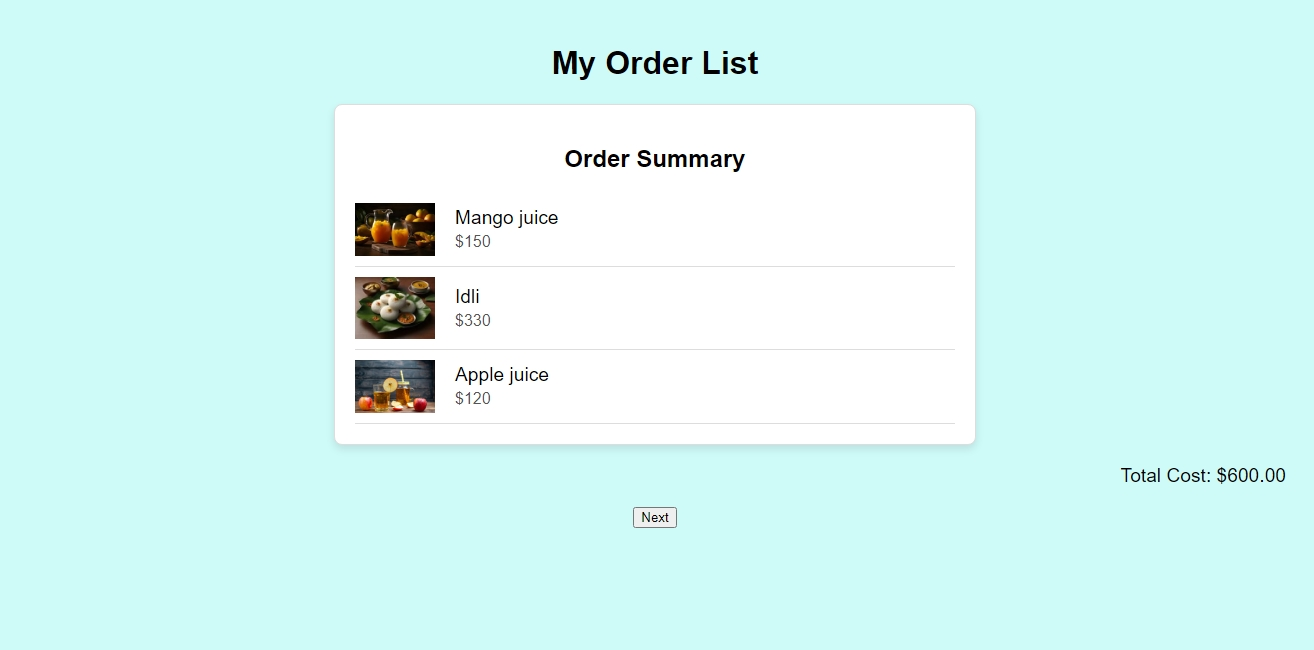 My Order List
Order Summary
Mango juice
$150
Idli
$330
Apple juice
$120
Total Cost: $600.00
Next